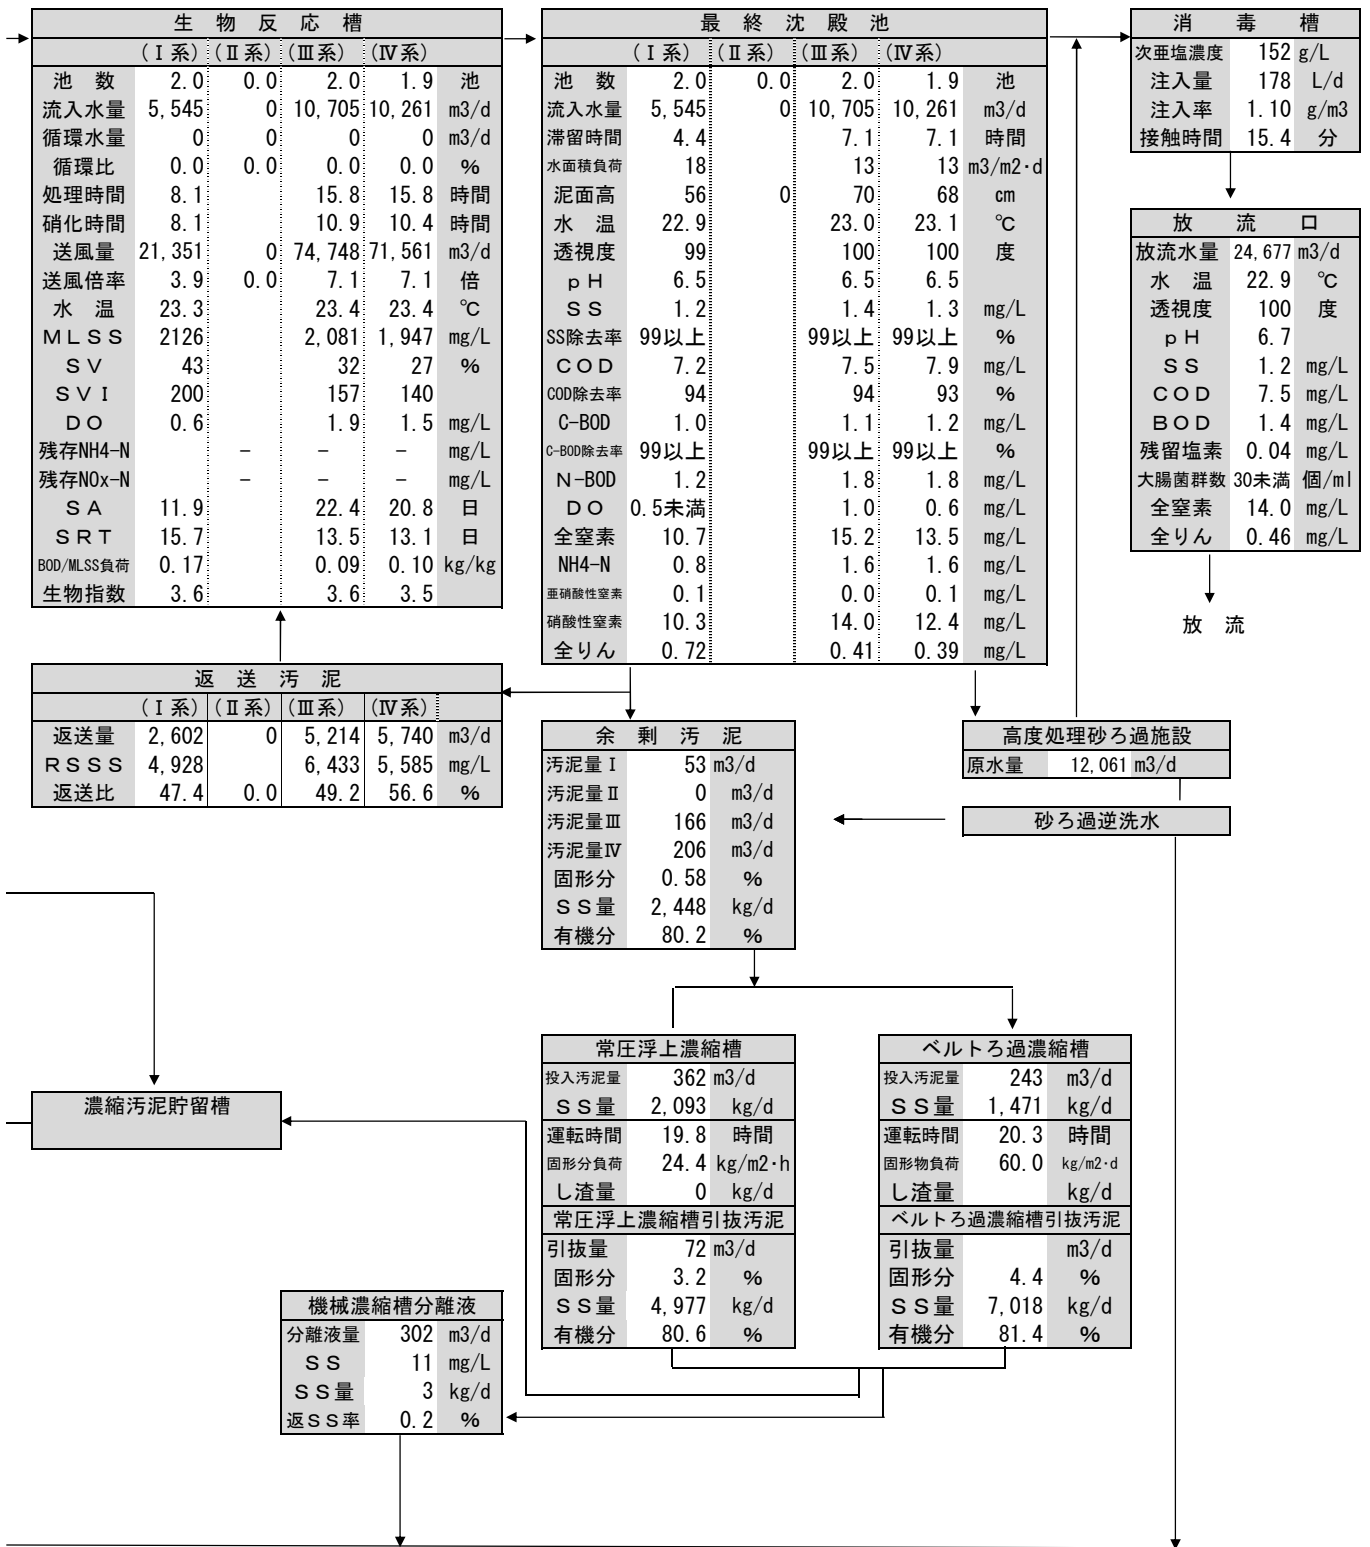 生物反応槽
(Ⅰ系) (Ⅱ系) (Ⅲ系) (Ⅳ系)
池数 2.0 0.0 2.0 1.9 池
流入水量 5,545 0 10,705 10,261 m3/d
循環水量 0 0 0 0 m3/d
循環比 0.0 0.0 0.0 0.0 %
処理時間 8.1 15.8 15.8 時間
硝化時間 8.1 10.9 10.4 時間
送風量 21,351 0 74,748 71,561 m3/d
送風倍率 3.9 0.0 7.1 7.1 倍
水温 23.3 23.4 23.4 ℃
MLSS 2126 2,081 1,947 mg/L
SV 43 32 27 %
SVI 200 157 140
DO 0.6 1.9 1.5 mg/L
残存NH4-N − − − mg/L
残存NOx-N − − − mg/L
SA 11.9 22.4 20.8 日
SRT 15.7 13.5 13.1 日
BOD/MLSS負荷 0.17 0.09 0.10 kg/kg
生物指数 3.6 3.6 3.5
最終沈殿池
(Ⅰ系) (Ⅱ系) (Ⅲ系) (Ⅳ系)
池数 2.0 0.0 2.0 1.9 池
流入水量 5,545 0 10,705 10,261 m3/d
滞留時間 4.4 7.1 7.1 時間
水面積負荷 18 13 13 m3/m2・d
泥面高 56 0 70 68 cm
水温 22.9 23.0 23.1 ℃
透視度 99 100 100 度
pH 6.5 6.5 6.5
SS 1.2 1.4 1.3 mg/L
SS除去率 99以上 99以上 99以上 %
COD 7.2 7.5 7.9 mg/L
COD除去率 94 94 93 %
C-BOD 1.0 1.1 1.2 mg/L
C-BOD除去率 99以上 99以上 99以上 %
N-BOD 1.2 1.8 1.8 mg/L
DO 0.5未満 1.0 0.6 mg/L
全窒素 10.7 15.2 13.5 mg/L
NH4-N 0.8 1.6 1.6 mg/L
亜硝酸性窒素 0.1 0.0 0.1 mg/L
硝酸性窒素 10.3 14.0 12.4 mg/L
全りん 0.72 0.41 0.39 mg/L
消毒槽
次亜塩濃度 152 g/L
注入量 178 L/d
注入率 1.10 g/m3
接触時間 15.4 分
放流口
放流水量 24,677 m3/d
水温 22.9 ℃
透視度 100 度
pH 6.7
SS 1.2 mg/L
COD 7.5 mg/L
BOD 1.4 mg/L
残留塩素 0.04 mg/L
大腸菌群数 30未満 個/ml
全窒素 14.0 mg/L
全りん 0.46 mg/L
放流
返送汚泥
(Ⅰ系) (Ⅱ系) (Ⅲ系) (Ⅳ系)
返送量 2,602 0 5,214 5,740 m3/d
RSSS 4,928 6,433 5,585 mg/L
返送比 47.4 0.0 49.2 56.6 %
余剰汚泥
汚泥量Ⅰ 53 m3/d
汚泥量Ⅱ 0 m3/d
汚泥量Ⅲ 166 m3/d
汚泥量Ⅳ 206 m3/d
固形分 0.58 %
SS量 2,448 kg/d
有機分 80.2 %
高度処理砂ろ過施設
原水量 12,061 m3/d
砂ろ過逆洗水
濃縮汚泥貯留槽
常圧浮上濃縮槽
投入汚泥量 362 m3/d
SS量 2,093 kg/d
運転時間 19.8 時間
固形分負荷 24.4 kg/m2・h
し渣量 0 kg/d
常圧浮上濃縮槽引抜汚泥
引抜量 72 m3/d
固形分 3.2 %
SS量 4,977 kg/d
有機分 80.6 %
ベルトろ過濃縮槽
投入汚泥量 243 m3/d
SS量 1,471 kg/d
運転時間 20.3 時間
固形物負荷 60.0 kg/m2・d
し渣量 kg/d
ベルトろ過濃縮槽引抜汚泥
引抜量 m3/d
固形分 4.4 %
SS量 7,018 kg/d
有機分 81.4 %
機械濃縮槽分離液
分離液量 302 m3/d
SS 11 mg/L
SS量 3 kg/d
返SS率 0.2 %